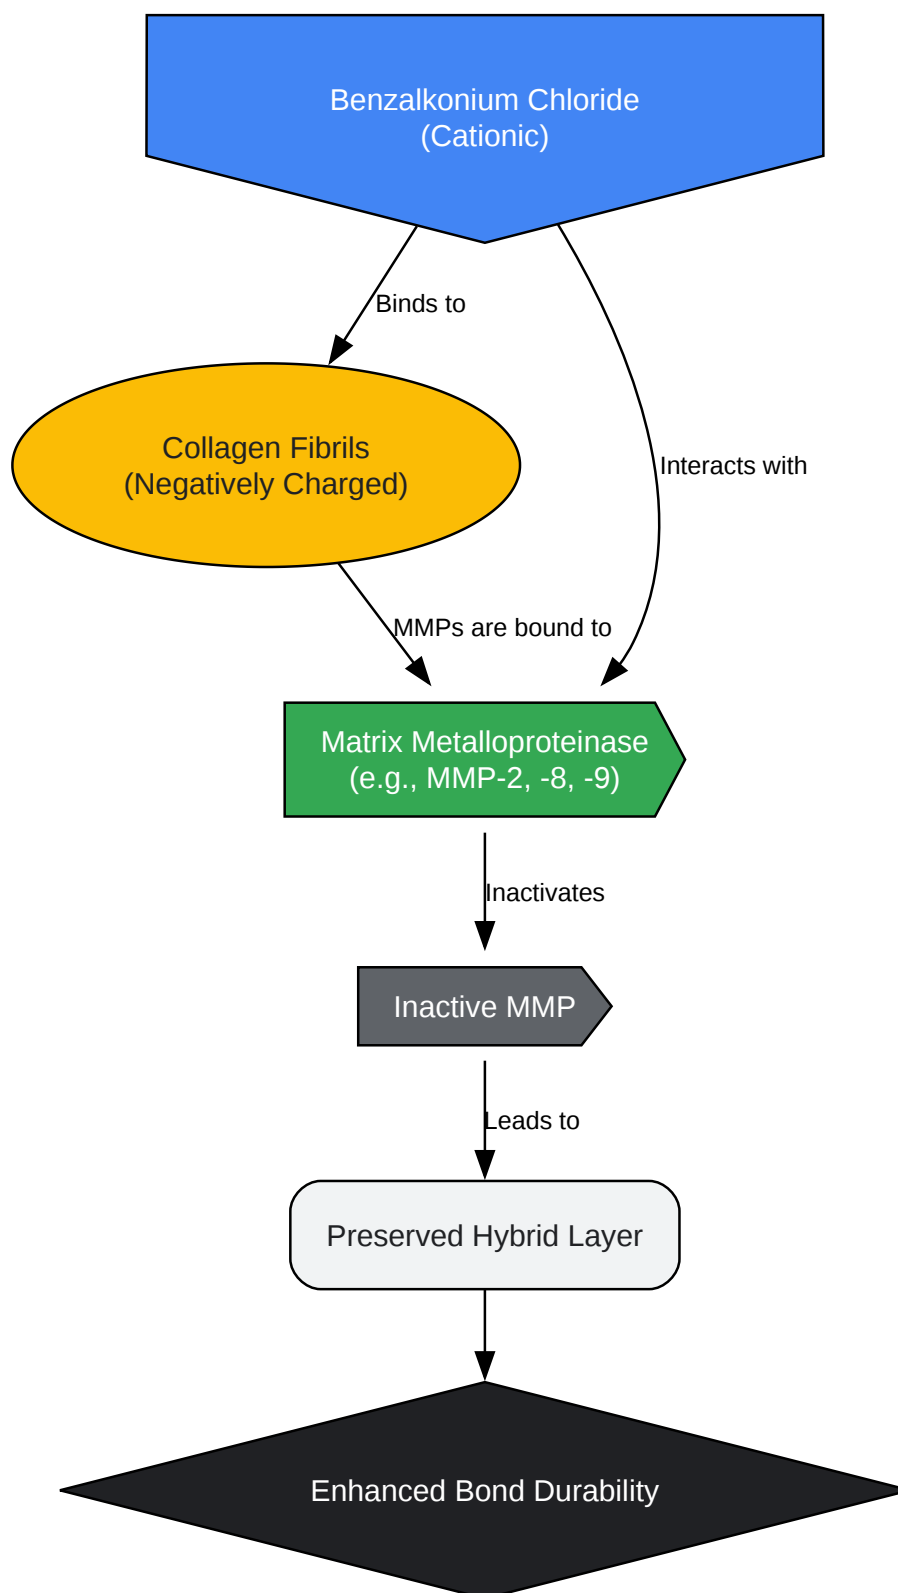 Benzalkonium Chloride
(Cationic)
Binds to
Collagen Fibrils
(Negatively Charged)
Interacts with
MMPs are bound to
Matrix Metalloproteinase
(e.g., MMP-2, -8, -9)
Inactivates
Inactive MMP
Leads to
Preserved Hybrid Layer
Enhanced Bond Durability